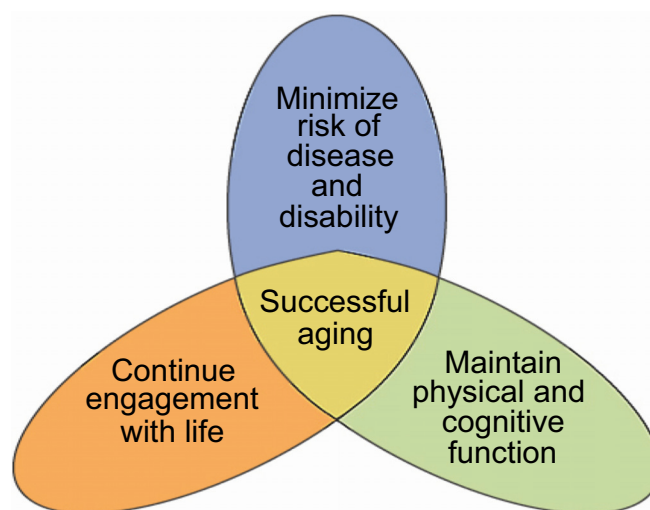 Minimize
risk of
disease
and
disability
Successful
aging
Continue
engagement
with life
Maintain
physical and
cognitive
function